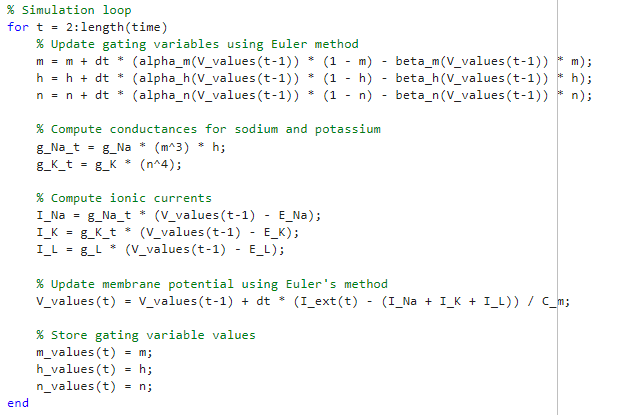 % Simulation loop
for t = 2:length(time)
% Update gating variables using Euler method
m = m + dt * (alpha_m(V_values(t-1)) * (1 - m) - beta_m(V_values(t-1)) * m);
h = h + dt * (alpha_h(V_values(t-1)) * (1 - h) - beta_h(V_values(t-1)) * h);
n = n + dt * (alpha_n(V_values(t-1)) * (1 - n) - beta_n(V_values(t-1)) * n);
% Compute conductances for sodium and potassium
g_Na_t = g_Na * (m^3) * h;
g_K_t = g_K * (n^4);
% Compute ionic currents
I_Na = g_Na_t * (V_values(t-1) - E_Na);
I_K = g_K_t * (V_values(t-1) - E_K);
I_L = g_L * (V_values(t-1) - E_L);
% Update membrane potential using Euler's method
V_values(t) = V_values(t-1) + dt * (I_ext(t) - (I_Na + I_K + I_L)) / C_m;
% Store gating variable values
m_values(t) = m;
h_values(t) = h;
n_values(t) = n;
end